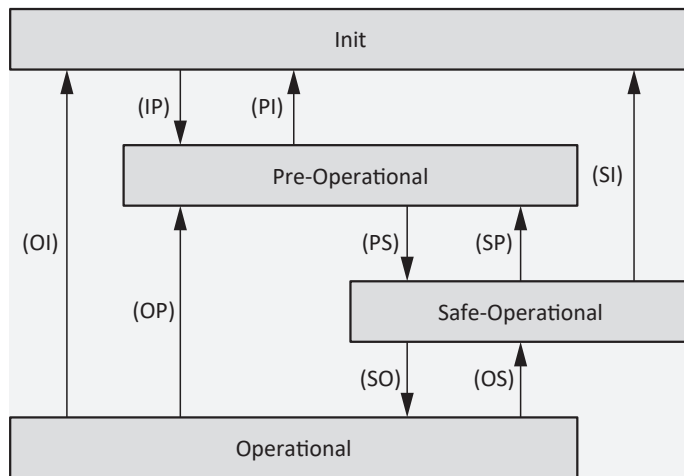 Init
(IP)
(PI)
Pre-Operational
(SI)
(OI)
(PS)
(SP)
(OP)
Safe-Operational
(SO)
(OS)
Operational